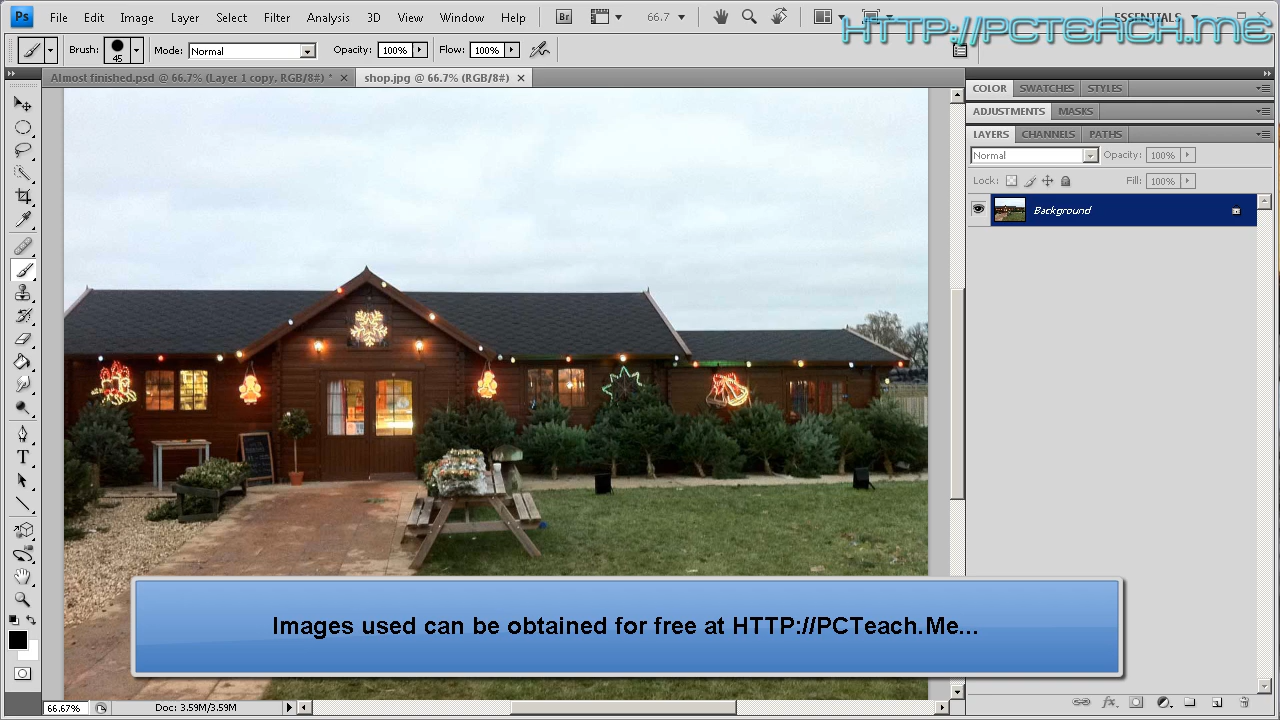 Ps File Edit Image Layer Select Filter Analysis 3D View Window Help Br 66.7 ESSENTIALS
HTTP://PCTEACH.ME
Brush: 45 Mode: Normal Opacity: 100% Flow: 100%
Almost finished.psd @ 66.7% (Layer 1 copy, RGB/8#) * × shop.jpg @ 66.7% (RGB/8#) ×
COLOR SWATCHES STYLES
ADJUSTMENTS MASKS
LAYERS CHANNELS PATHS
Normal Opacity: 100%
Lock: Fill: 100%
Background
Images used can be obtained for free at HTTP://PCTeach.Me...
66.67% Doc: 3.59M/3.59M
fx